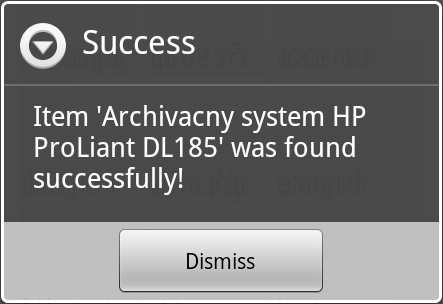 Success
Item 'Archivacny system HP
ProLiant DL185' was found
successfully!
Dismiss